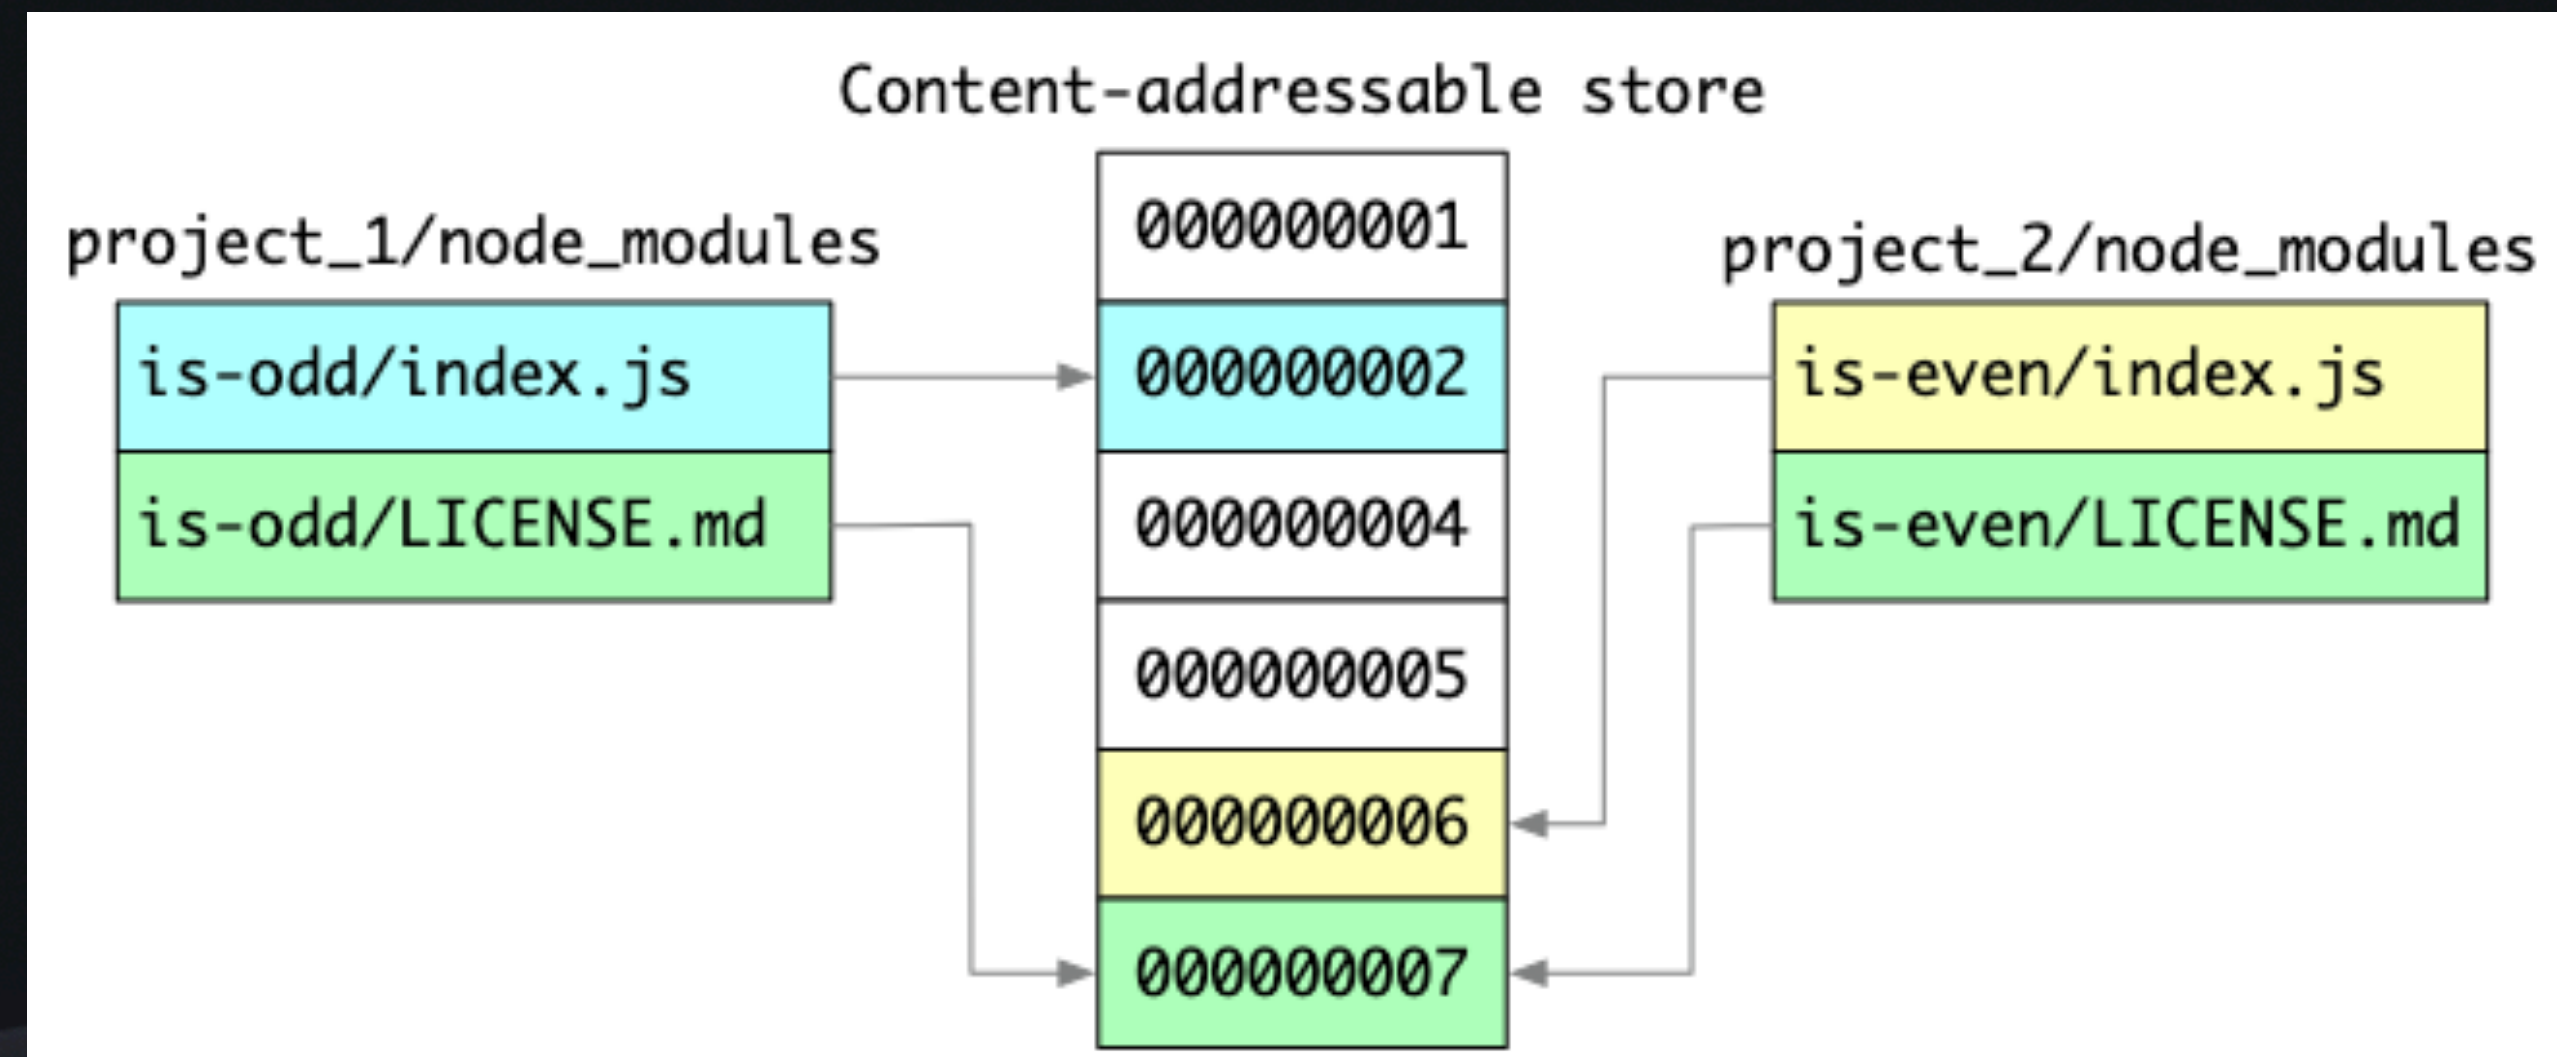 Content-addressable store
project_1/node_modules
is-odd/index.js
is-odd/LICENSE.md
000000001
000000002
000000004
000000005
000000006
000000007
project_2/node_modules
is-even/index.js
is-even/LICENSE.md